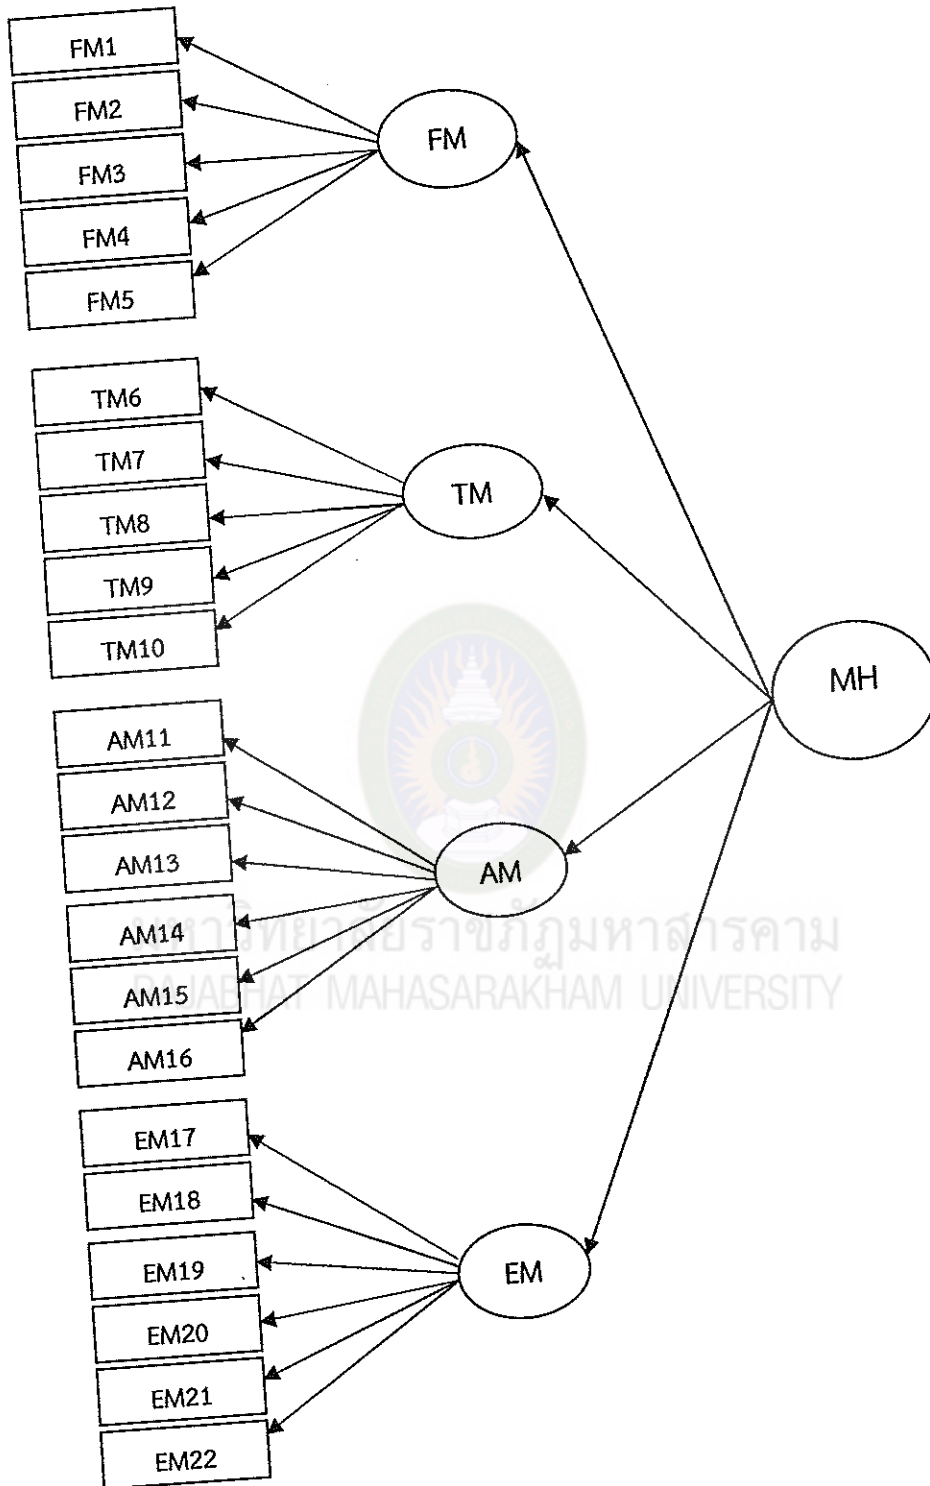 FM1
FM2
FM3
FM4
FM5
FM
TM6
TM7
TM8
TM9
TM10
TM
MH
AM11
AM12
AM13
AM14
AM15
AM16
AM
มหาวิทยาลัยราชภัฏมหาสารคาม
RAJABHAT MAHASARAKHAM UNIVERSITY
EM17
EM18
EM19
EM20
EM21
EM22
EM